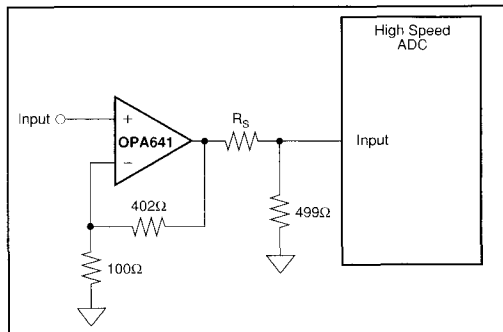 High Speed
ADC
Input
+
OPA641
−
R_S
Input
402Ω
499Ω
100Ω